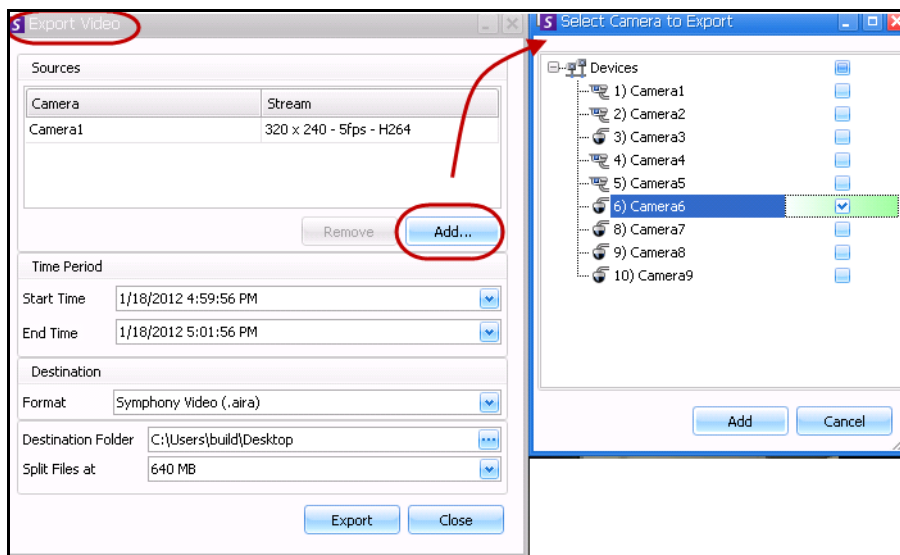 S Export Video
Sources
Camera Stream
Camera1 320 x 240 - 5fps - H264
Remove Add...
Time Period
Start Time 1/18/2012 4:59:56 PM
End Time 1/18/2012 5:01:56 PM
Destination
Format Symphony Video (.aira)
Destination Folder C:\Users\build\Desktop ...
Split Files at 640 MB
Export Close
S Select Camera to Export
Devices
1) Camera1
2) Camera2
3) Camera3
4) Camera4
5) Camera5
6) Camera6
8) Camera7
9) Camera8
10) Camera9
Add Cancel